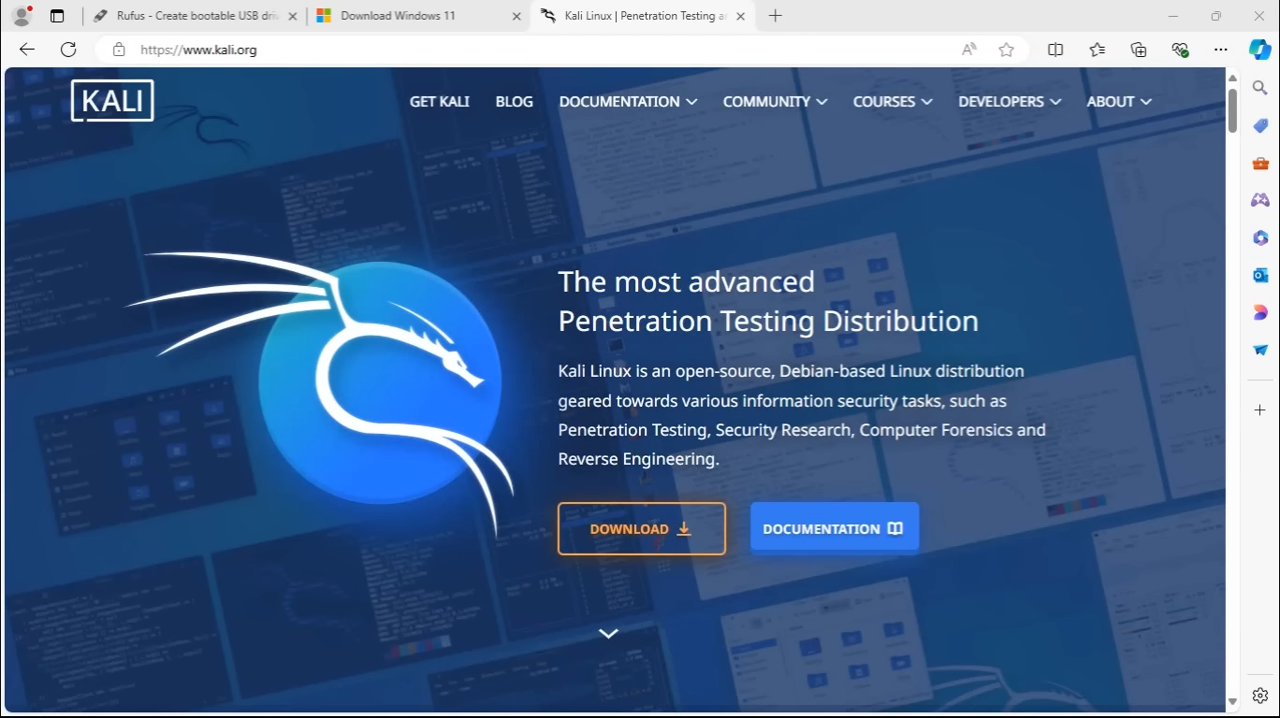 Rufus - Create bootable USB driv
Download Windows 11
Kali Linux | Penetration Testing a
https://www.kali.org
KALI
GET KALI
BLOG
DOCUMENTATION
COMMUNITY
COURSES
DEVELOPERS
ABOUT
The most advanced
Penetration Testing Distribution
Kali Linux is an open-source, Debian-based Linux distribution
geared towards various information security tasks, such as
Penetration Testing, Security Research, Computer Forensics and
Reverse Engineering.
DOWNLOAD
DOCUMENTATION